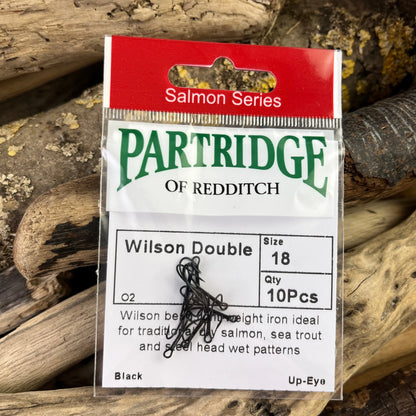 Salmon Series
PARTRIDGE
OF REDDITCH
Wilson Double
Size
18
Qty
10Pcs
O2
Wilson weight iron ideal
for salmon, sea trout
and head wet patterns
Black
Up-Eye